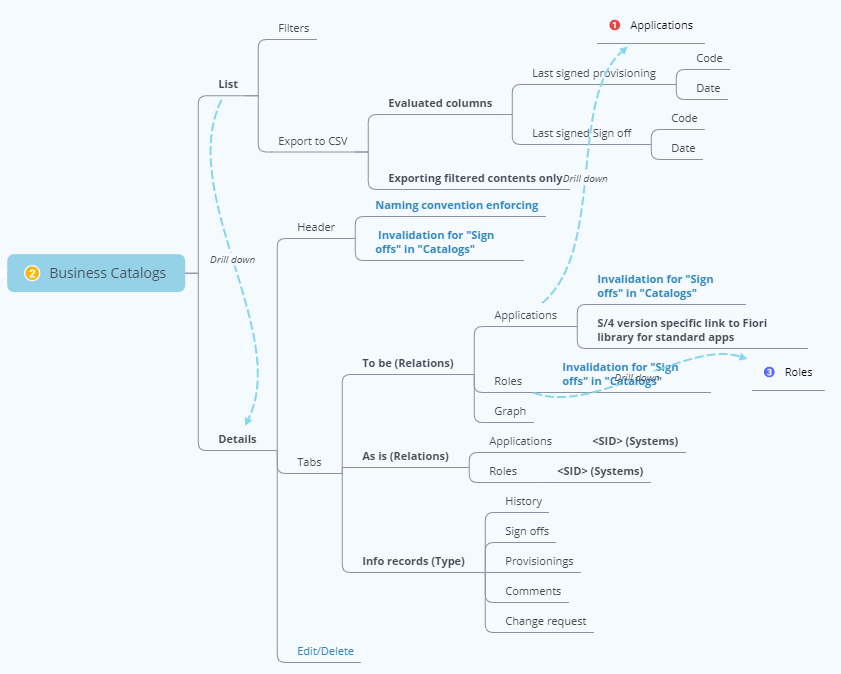 1 Applications
Filters
Code
Last signed provisioning
List
Date
Evaluated columns
Code
Last signed Sign off
Export to CSV
Date
Exporting filtered contents only
Drill down
Naming convention enforcing
Header
Invalidation for "Sign
offs" in "Catalogs"
Drill down
2 Business Catalogs
Invalidation for "Sign
offs" in "Catalogs"
Applications
S/4 version specific link to Fiori
library for standard apps
To be (Relations)
Invalidation for "Sign
offs" in "Catalogs"
Drill down
3 Roles
Roles
Graph
Details
Applications
<SID> (Systems)
As is (Relations)
Tabs
Roles
<SID> (Systems)
History
Sign offs
Info records (Type)
Provisionings
Comments
Change request
Edit/Delete